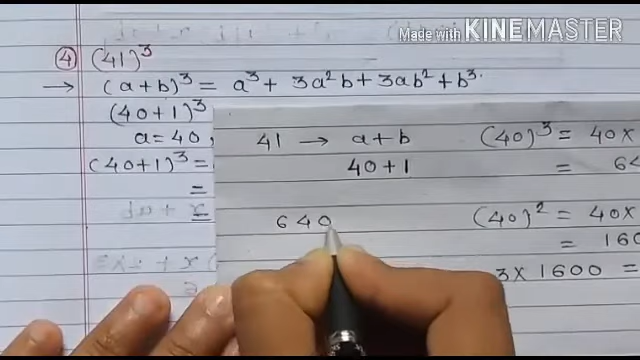 Made with KINEMASTER
④ (41)³
→ (a+b)³ = a³ + 3a²b + 3ab² + b³.
(40+1)³
a = 40,
(40+1)³ =
=
=
41 → a+b
40+1
640
(40)³ = 40×
= 64
(40)² = 40×
= 160
3×1600 =